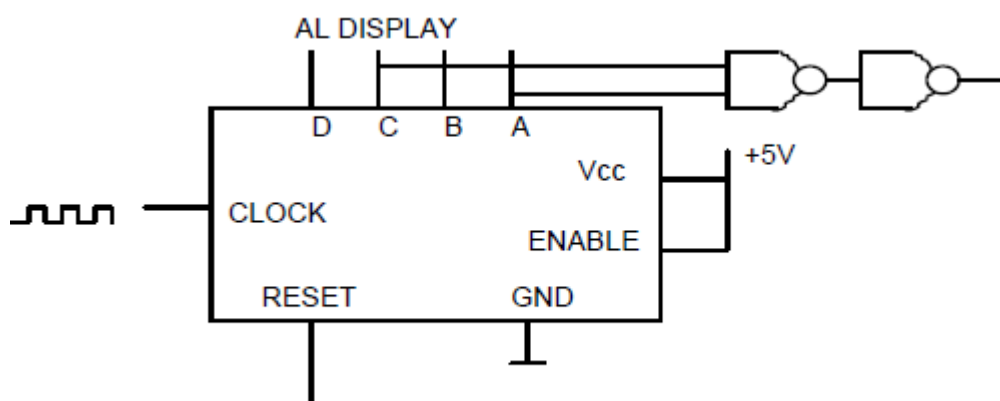 AL DISPLAY
D C B A
Vcc
+5V
CLOCK
ENABLE
RESET GND